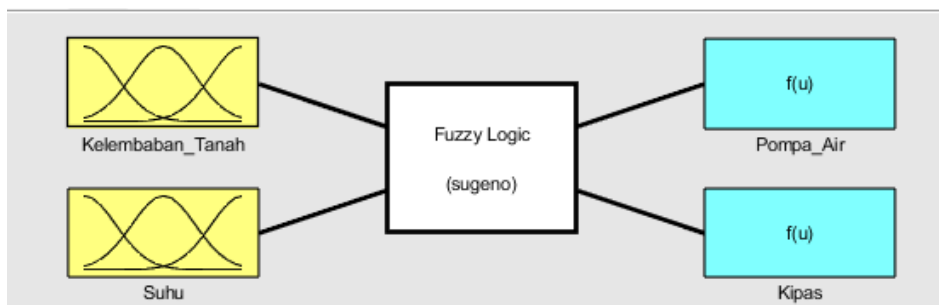 f(u)
Fuzzy Logic
Kelembaban_Tanah
Pompa_Air
(sugeno)
f(u)
Suhu
Kipas